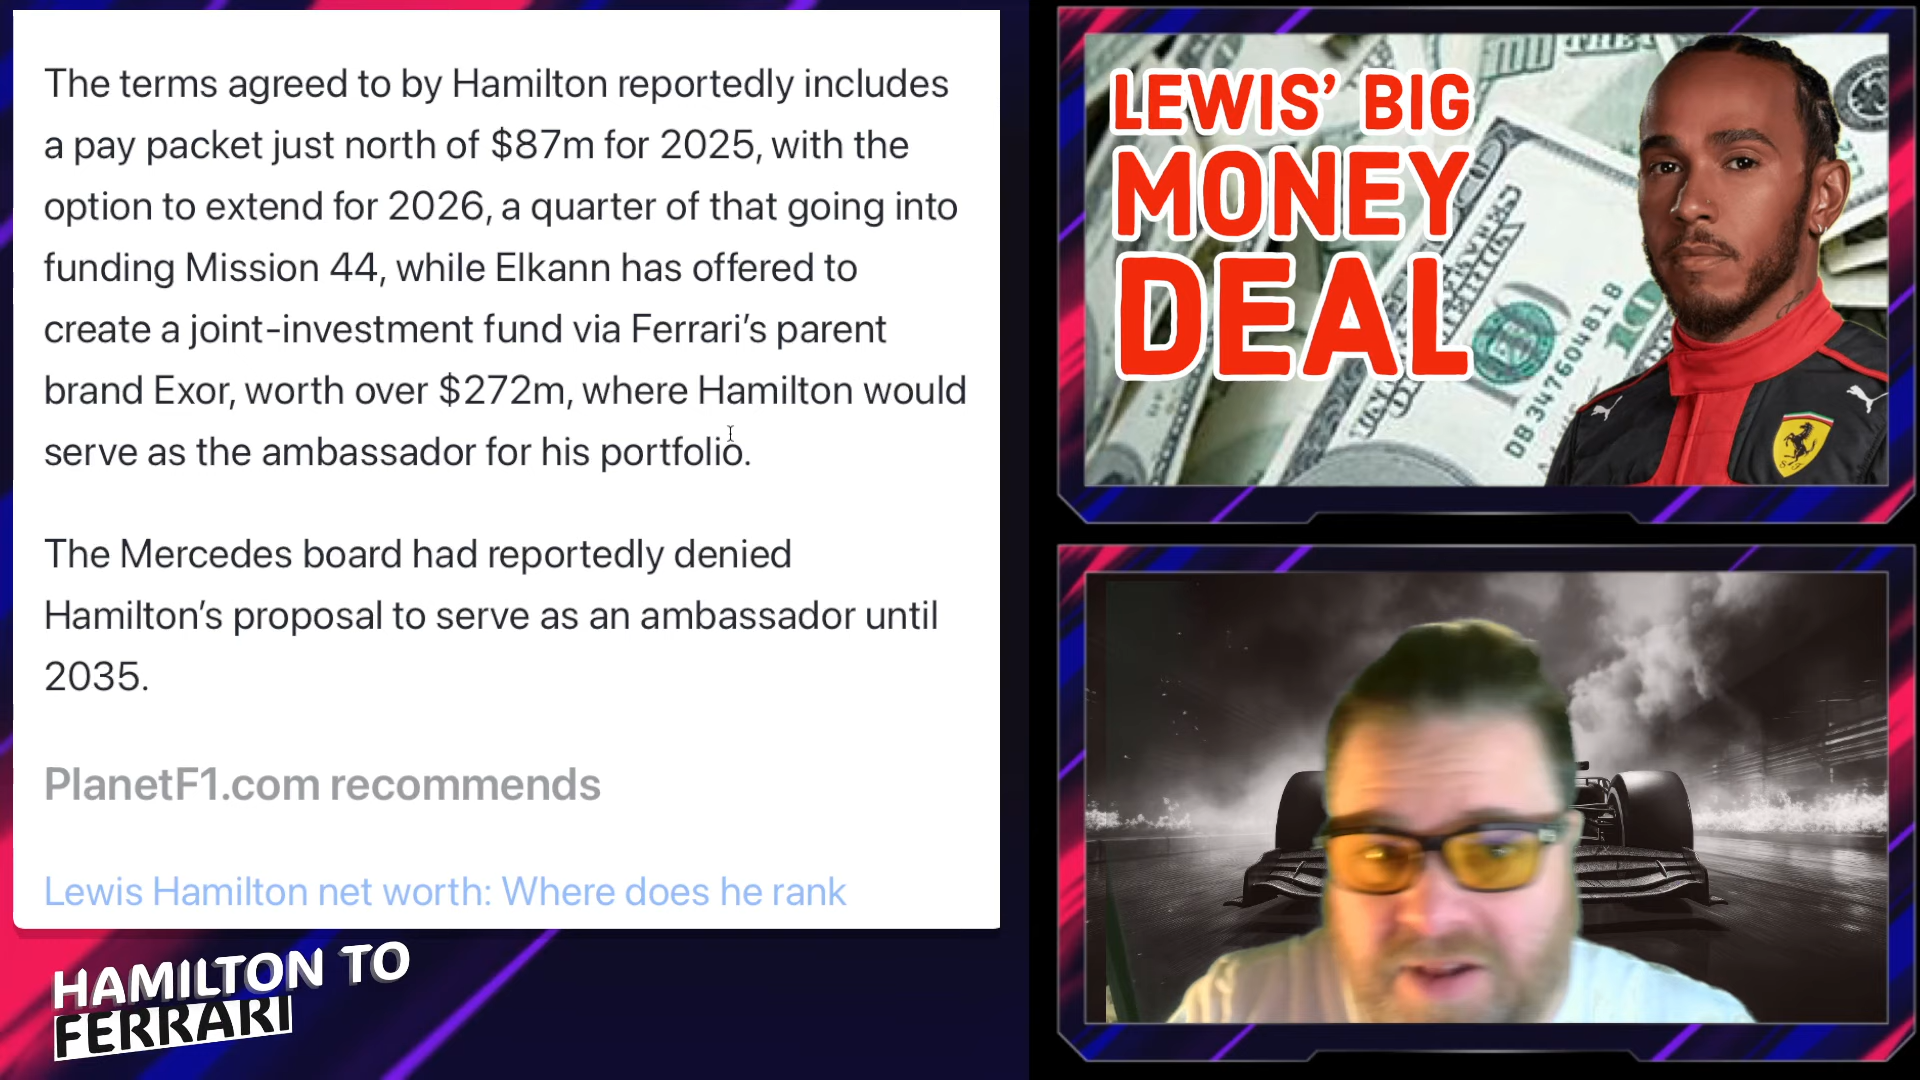 The terms agreed to by Hamilton reportedly includes
a pay packet just north of $87m for 2025, with the
option to extend for 2026, a quarter of that going into
funding Mission 44, while Elkann has offered to
create a joint-investment fund via Ferrari’s parent
brand Exor, worth over $272m, where Hamilton would
serve as the ambassador for his portfolio.
The Mercedes board had reportedly denied
Hamilton’s proposal to serve as an ambassador until
2035.
PlanetF1.com recommends
Lewis Hamilton net worth: Where does he rank
HAMILTON TO
FERRARI
LEWIS’ BIG
MONEY
DEAL
DB 34760481 B
S F